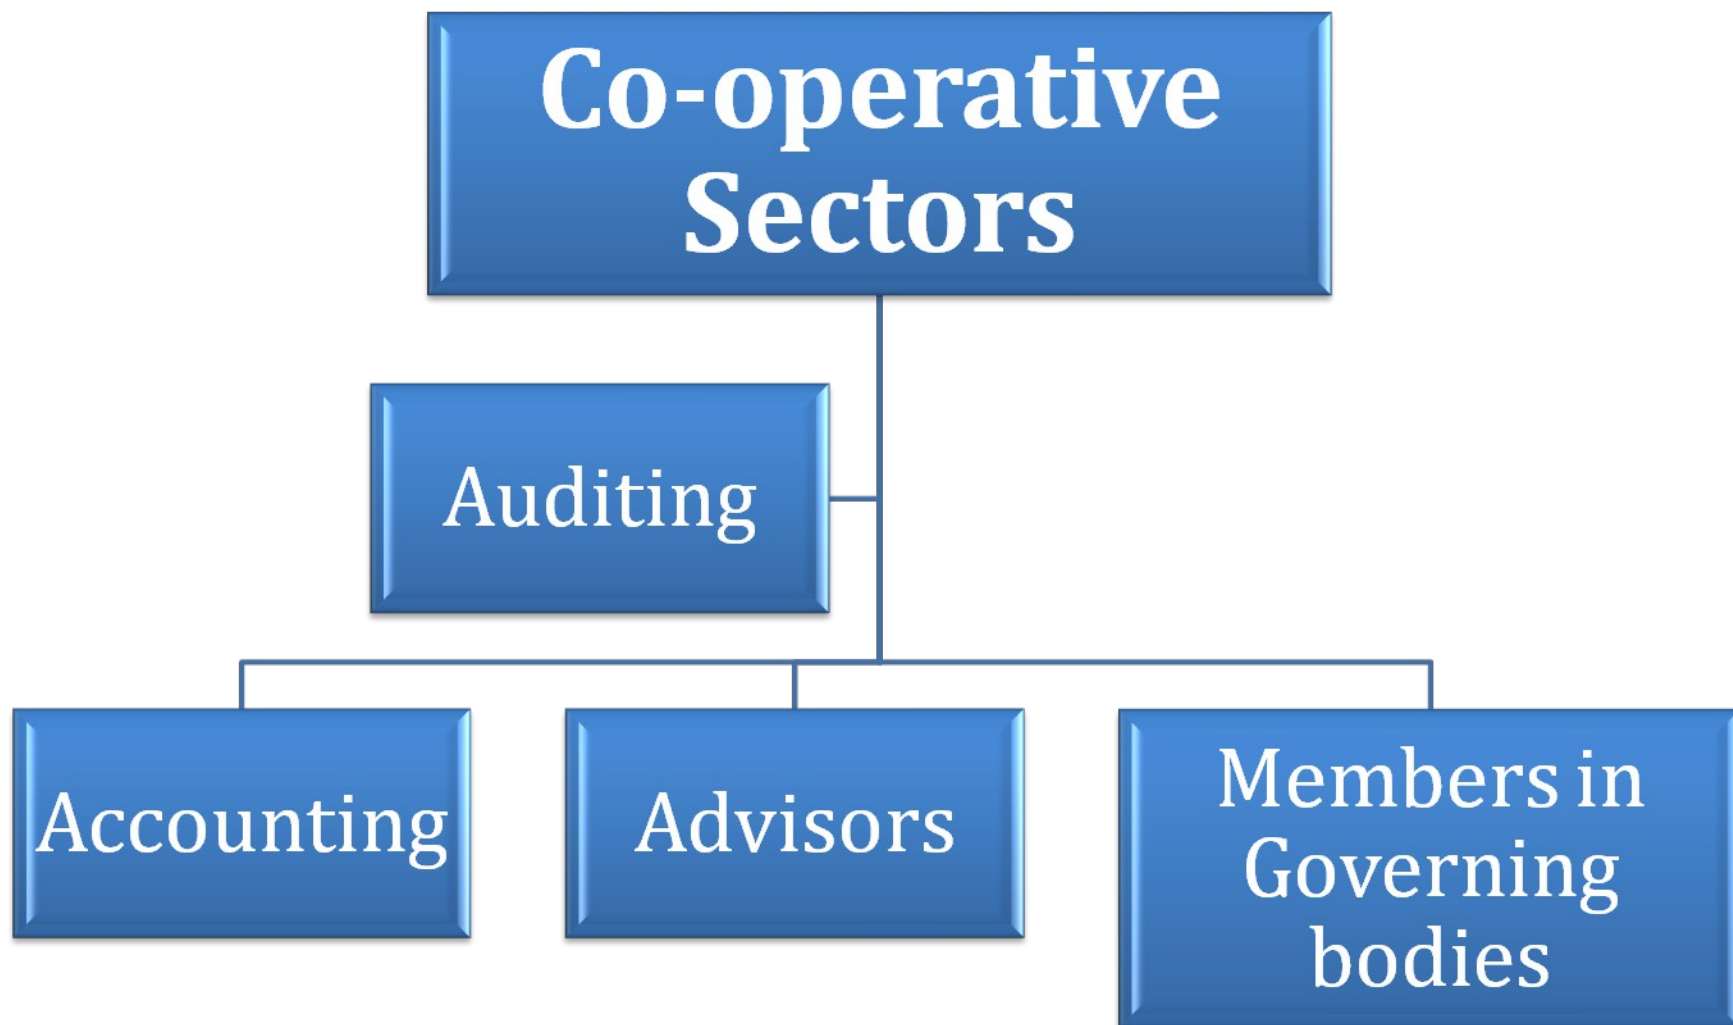 Co-operative
Sectors
Auditing
Accounting
Advisors
Members in
Governing
bodies